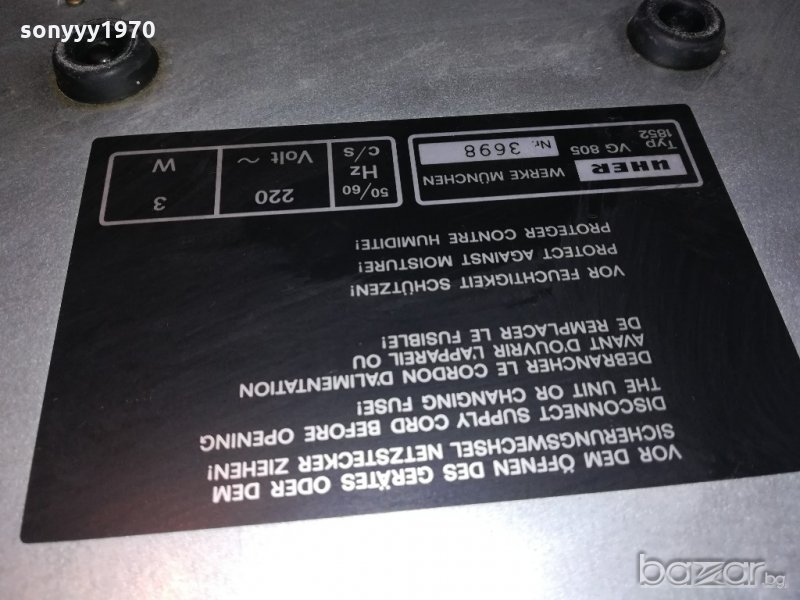 sonyyy1970
VOR DEM ÖFFNEN DES GERÄTES ODER DEM
SICHERUNGSWECHSEL NETZSTECKER ZIEHEN!
DISCONNECT SUPPLY CORD BEFORE OPENING
THE UNIT OR CHANGING FUSE!
DEBRANCHER LE CORDON D'ALIMENTATION
AVANT D'OUVRIR L'APPAREIL OU
DE REMPLACER LE FUSIBLE!
VOR FEUCHTIGKEIT SCHÜTZEN!
PROTECT AGAINST MOISTURE!
PROTEGER CONTRE HUMIDITE!
UHER WERKE MÜNCHEN
Typ VG 805
1852
Nr. 3698
50/60
Hz
c/s
220
Volt ~
3
W
bazar.bg